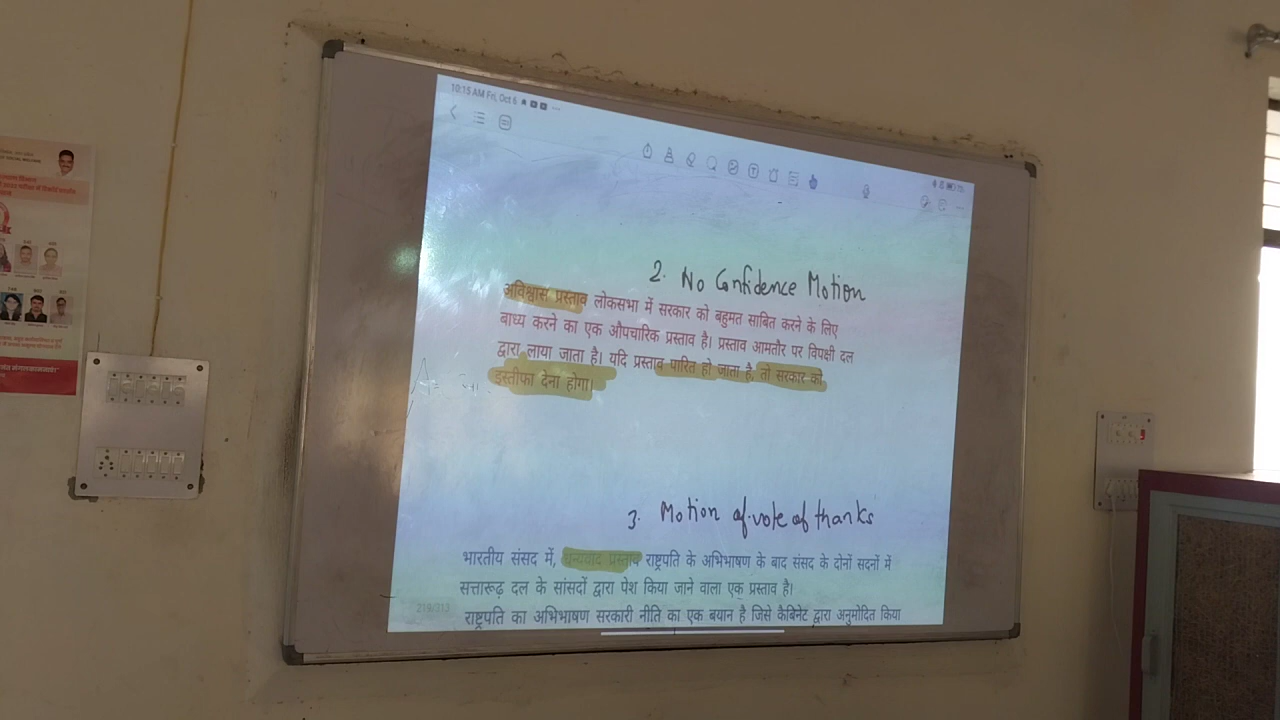 10:15 AM Fri, Oct 6
2. No Confidence Motion
अविश्वास प्रस्ताव लोकसभा में सरकार को बहुमत साबित करने के लिए
बाध्य करने का एक औपचारिक प्रस्ताव है। प्रस्ताव आमतौर पर विपक्षी दल
द्वारा लाया जाता है। यदि प्रस्ताव पारित हो जाता है, तो सरकार को
इस्तीफा देना होगा।
3. Motion of vote of thanks
भारतीय संसद में, धन्यवाद प्रस्ताव राष्ट्रपति के अभिभाषण के बाद संसद के दोनों सदनों में
सत्तारूढ़ दल के सांसदों द्वारा पेश किया जाने वाला एक प्रस्ताव है।
219/313
राष्ट्रपति का अभिभाषण सरकारी नीति का एक बयान है जिसे कैबिनेट द्वारा अनुमोदित किया